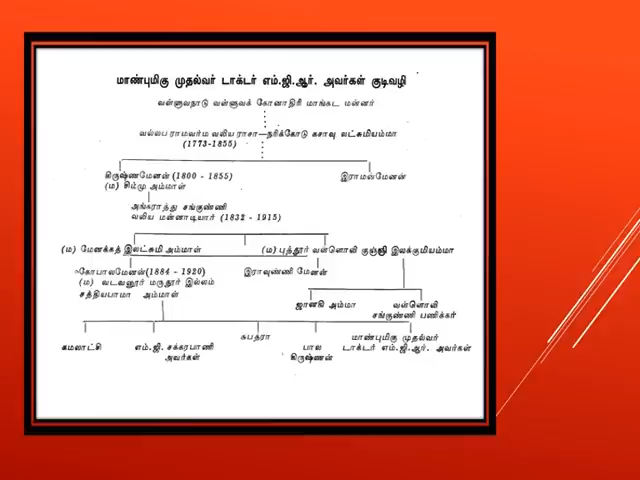 மாண்புமிகு முதல்வர் டாக்டர் எம்.ஜி.ஆர். அவர்கள் குடிவழி
வள்ளுவநாடு வள்ளுவக் கோனாதிரி மாங்கட மன்னர்
வல்லப ராமவர்ம வலிய ராசா—நரிக்கோடு கசாவு லட்சுமியம்மா
(1773-1855)
கிருஷ்ணமேனன் (1800 - 1855)
(ம) கிம்மு அம்மாள்
இராமன்மேனன்
அங்கராத்து சங்குண்ணி
வலிய மன்னாடியார் (1832 - 1915)
(ம) மேனக்கத் இலட்சுமி அம்மாள்
(ம) புத்தூர் வள்ளொலி குஞ்ஞி இலக்குமியம்மா
கோபாலமேனன் (1884 - 1920)
(ம) வடவனூர் மருதூர் இல்லம்
சத்தியபாமா அம்மாள்
இராவுண்ணி மேனன்
ஜானகி அம்மா
வள்ளொலி
சங்குண்ணி பணிக்கர்
கமலாட்சி
எம்.ஜி. சக்கரபாணி
அவர்கள்
சுபத்ரா
பால
கிருஷ்ணன்
மாண்புமிகு முதல்வர்
டாக்டர் எம்.ஜி.ஆர். அவர்கள்